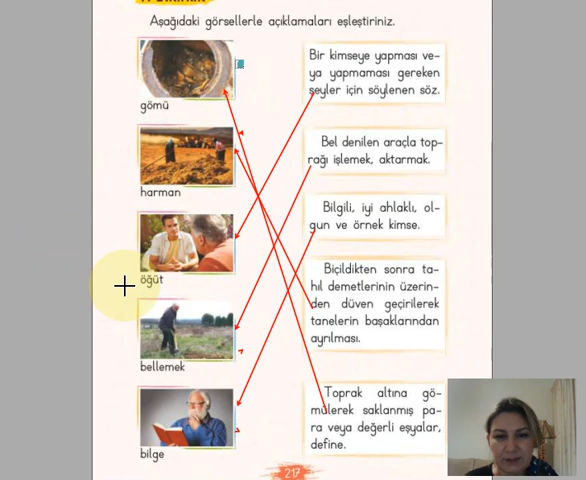 Aşağıdaki görsellerle açıklamaları eşleştiriniz.
gömü
harman
öğüt
bellemek
bilge
Bir kimseye yapması ve-
ya yapmaması gereken
şeyler için söylenen söz.
Bel denilen araçla top-
rağı işlemek, aktarmak.
Bilgili, iyi ahlaklı, ol-
gun ve örnek kimse.
Biçildikten sonra ta-
hıl demetlerinin üzerin-
den düven geçirilerek
tanelerin başaklarından
ayrılması.
Toprak altına gö-
mülerek saklanmış pa-
ra veya değerli eşyalar,
define.
217